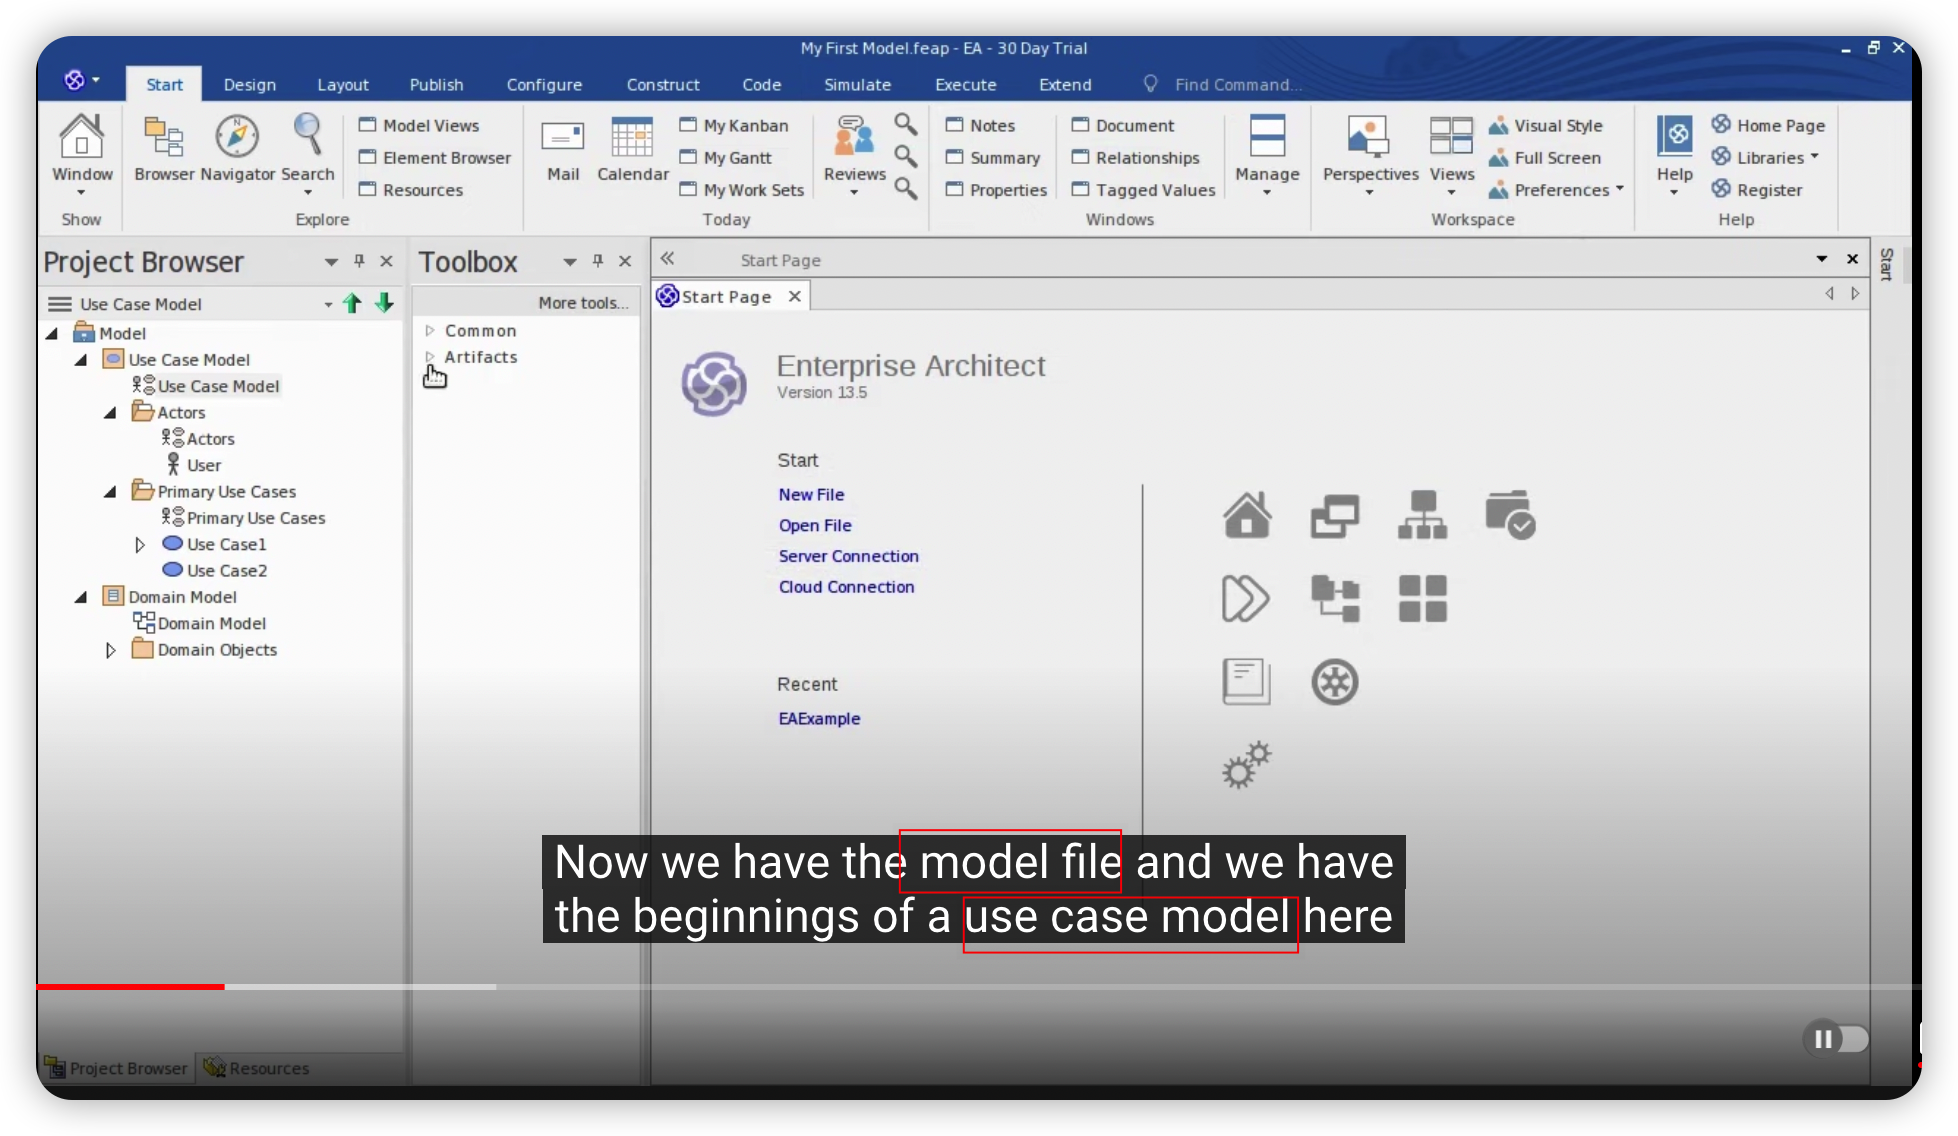 My First Model.feap - EA - 30 Day Trial
Start Design Layout Publish Configure Construct Code Simulate Execute Extend Find Command...
Window
Show
Browser Navigator Search
Model Views
Element Browser
Resources
Explore
Mail Calendar
My Kanban
My Gantt
My Work Sets
Reviews
Today
Notes
Summary
Properties
Document
Relationships
Tagged Values
Manage
Windows
Perspectives Views
Visual Style
Full Screen
Preferences
Workspace
Help
Home Page
Libraries
Register
Help
Project Browser
Use Case Model
Model
Use Case Model
Use Case Model
Actors
Actors
User
Primary Use Cases
Primary Use Cases
Use Case1
Use Case2
Domain Model
Domain Model
Domain Objects
Project Browser Resources
Toolbox
More tools...
Common
Artifacts
Start Page
Start Page
Start
Enterprise Architect
Version 13.5
Start
New File
Open File
Server Connection
Cloud Connection
Recent
EAExample
Now we have the model file and we have
the beginnings of a use case model here